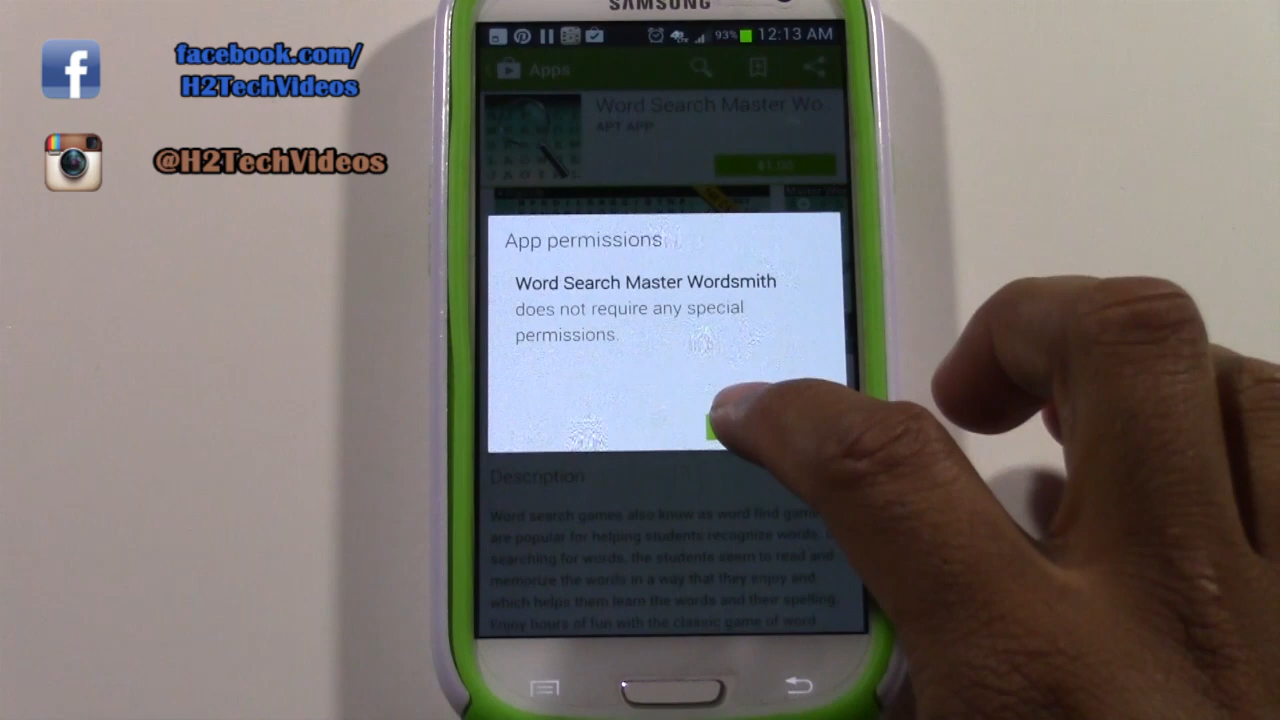 SAMSUNG
facebook.com/
H2TechVideos
@H2TechVideos
93% 12:13 AM
Apps
Word Search Master Wo..
APT APP
$1.00
App permissions
Word Search Master Wordsmith
does not require any special
permissions.
Description
Word search games also know as word find gam
are popular for helping students recognize words.
searching for words, the students seem to read and
memorize the words in a way that they enjoy and
which helps them learn the words and their spelling.
Enjoy hours of fun with the classic game of word